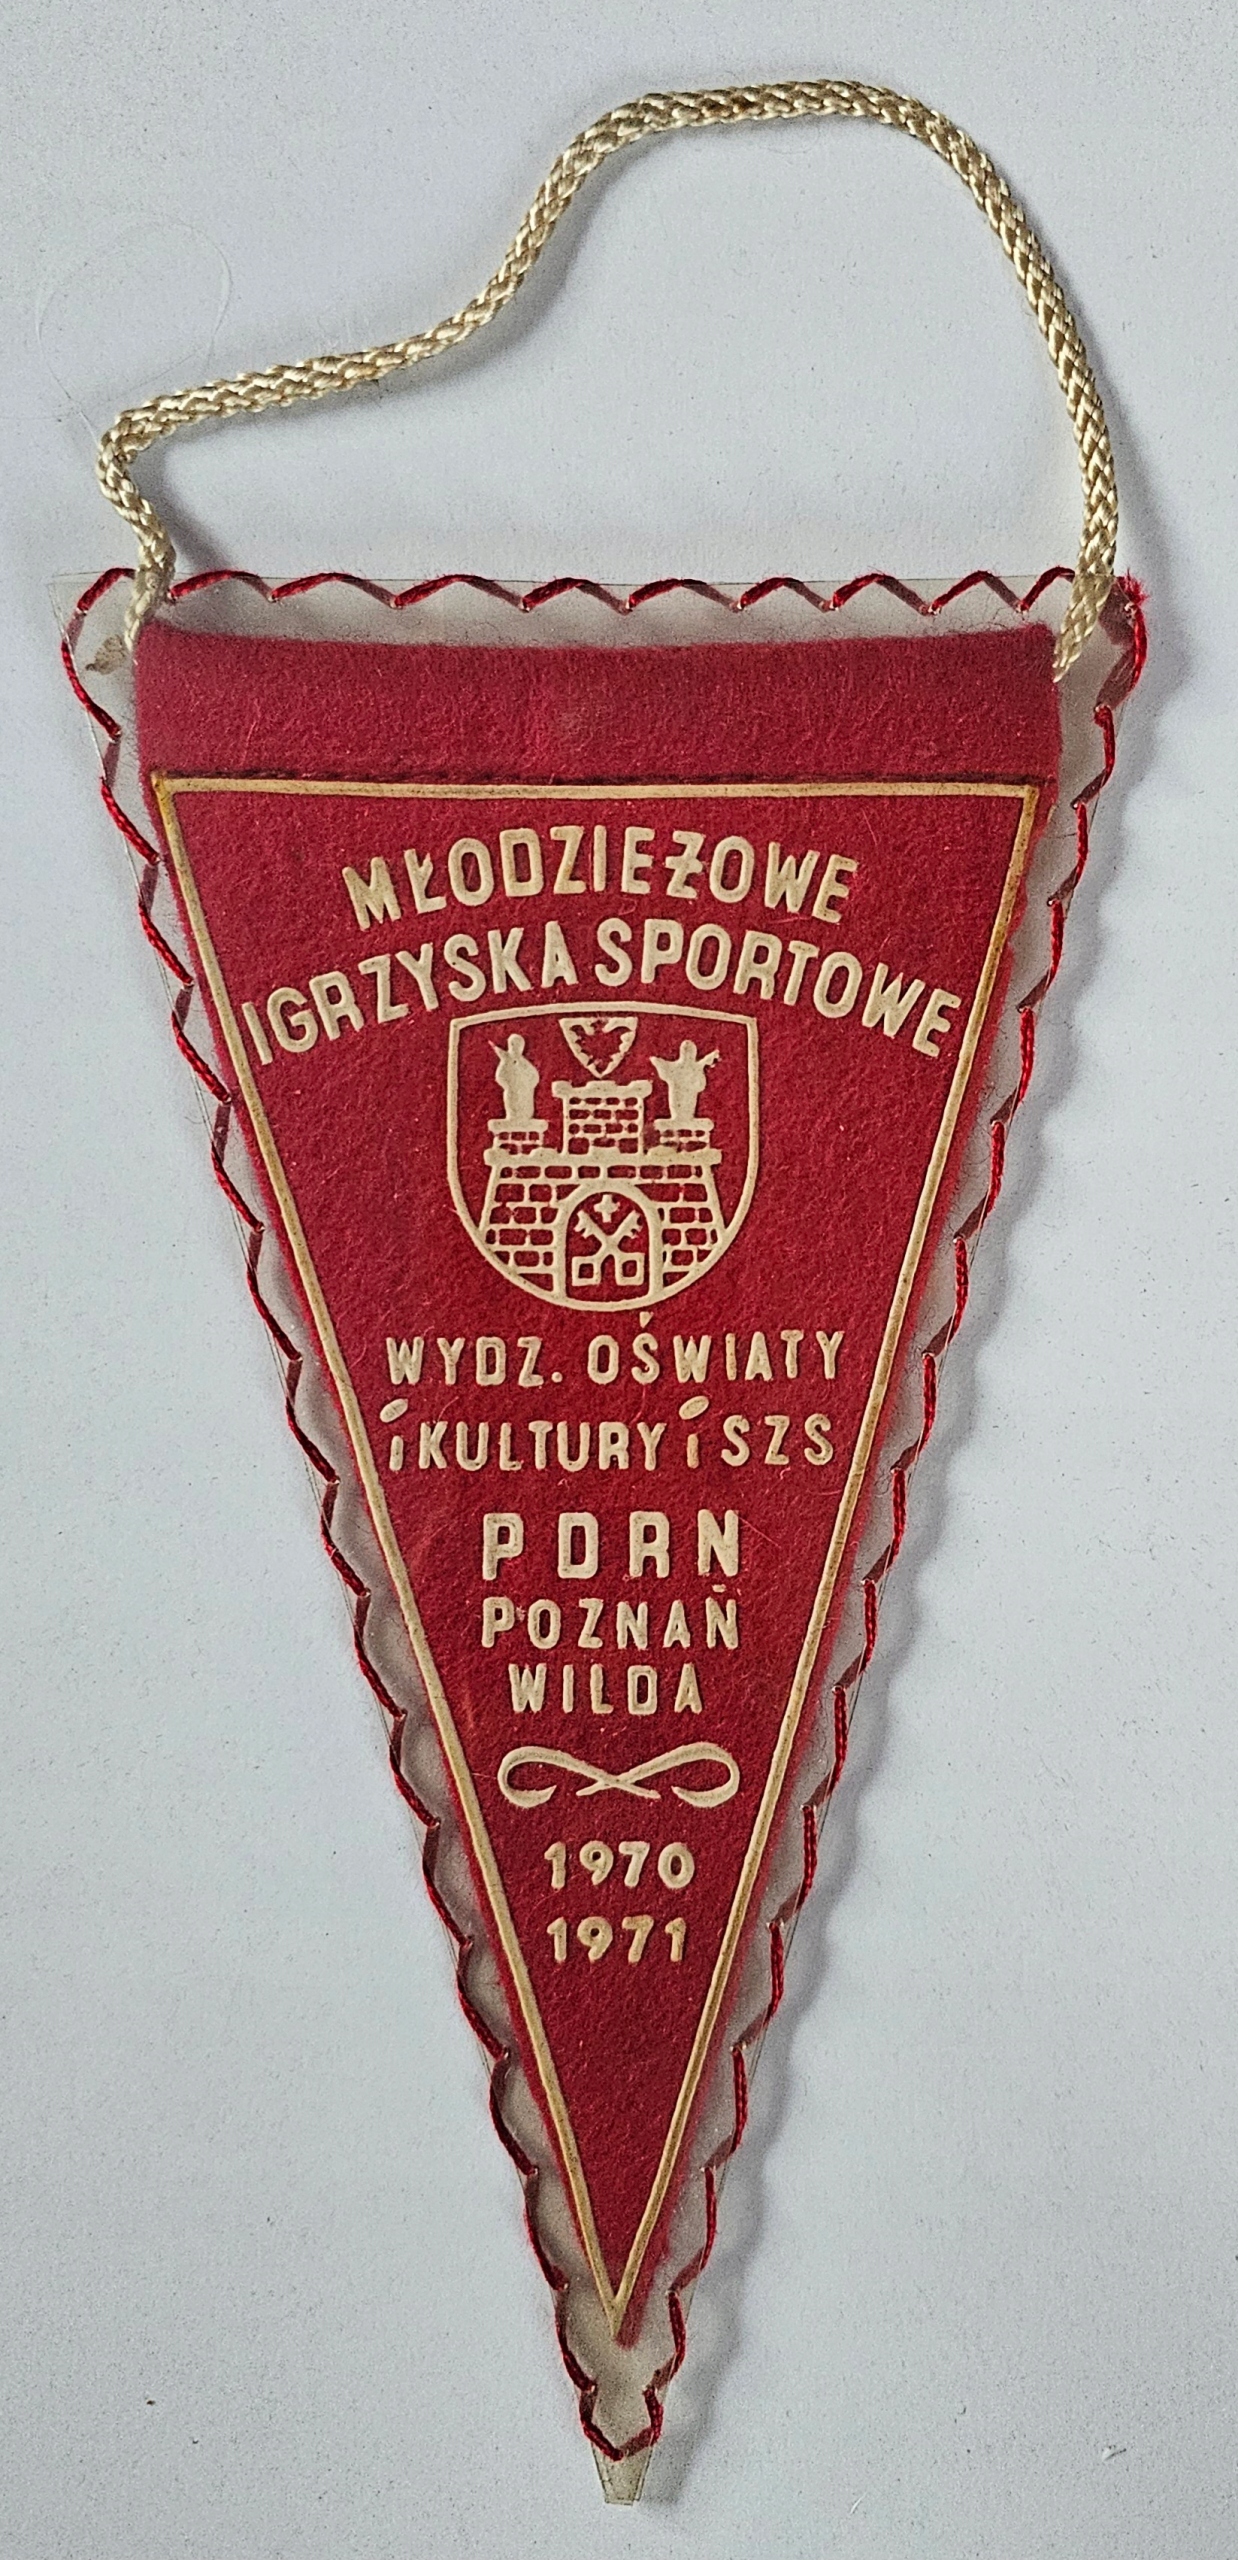 MŁODZIEŻOWE
IGRZYSKA SPORTOWE
WYDZ. OŚWIATY
i KULTURY i SZS
PDRN
POZNAŃ
WILDA
1970
1971